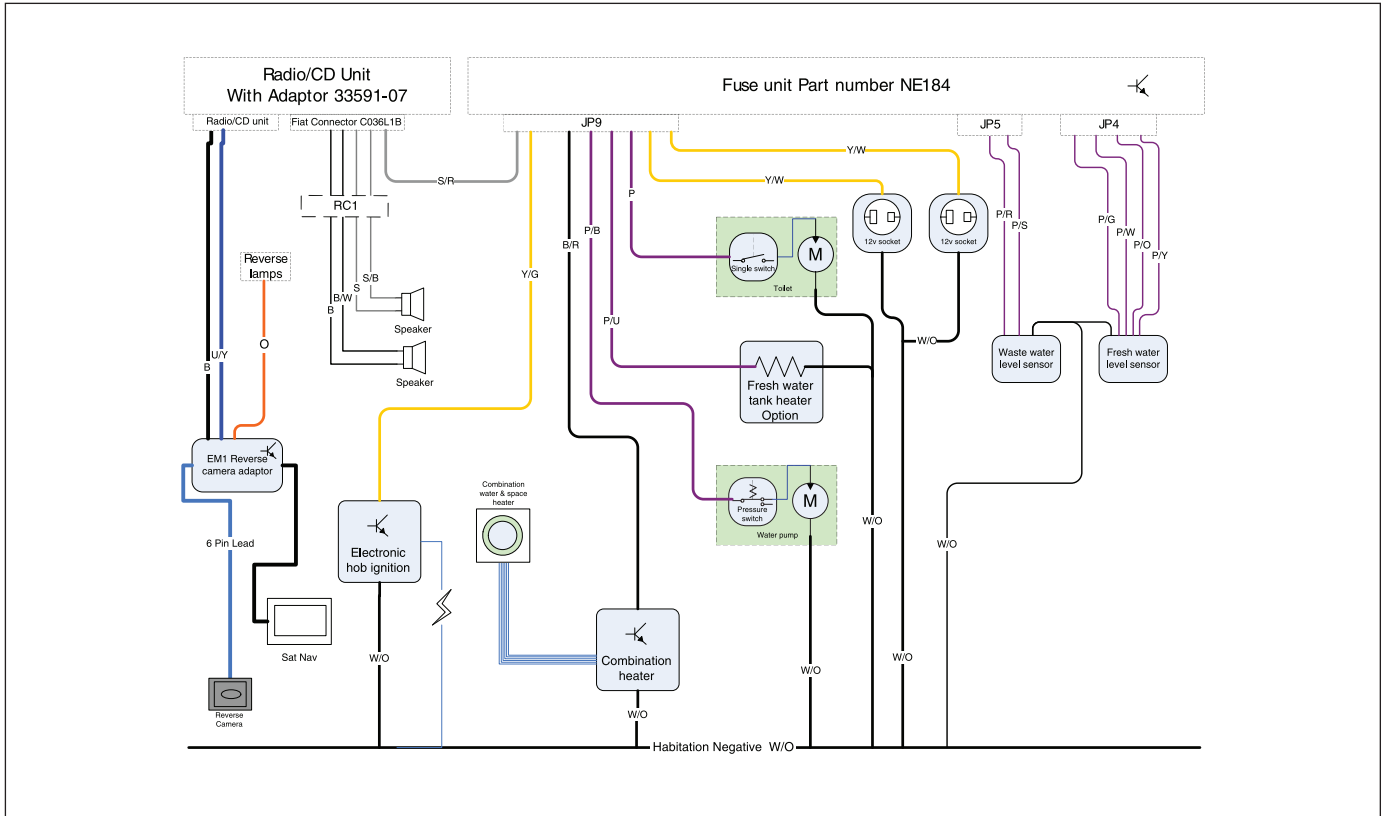 Radio/CD Unit
With Adaptor 33591-07
Fuse unit Part number NE184
Radio/CD unit
Fiat Connector C036L1B
JP9
JP5
JP4
S/R
Y/W
Y/W
RC1
P
P/R
P/S
P/G
P/W
P/O
P/Y
P/B
B/R
Y/G
12v socket
12v socket
Single switch
M
Toilet
Reverse
lamps
S/B
S
B/W
B
Speaker
Speaker
P/U
O
U/Y
B
W/O
Waste water
level sensor
Fresh water
level sensor
Fresh water
tank heater
Option
EM1 Reverse
camera adaptor
Combination
water & space
heater
Pressure
switch
M
Water pump
6 Pin Lead
Electronic
hob ignition
W/O
W/O
Sat Nav
W/O
Combination
heater
W/O
W/O
Reverse
Camera
W/O
Habitation Negative W/O